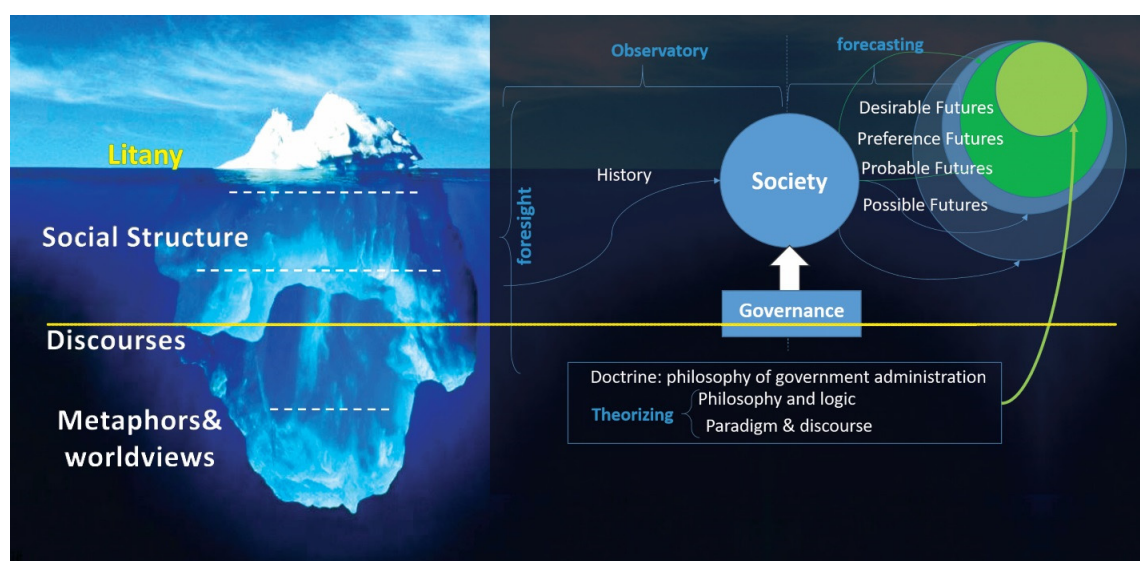 Litany
Social Structure
Discourses
Metaphors&
worldviews
Observatory
forecasting
foresight
History
Society
Governance
Desirable Futures
Preference Futures
Probable Futures
Possible Futures
Doctrine: philosophy of government administration
Theorizing
Philosophy and logic
Paradigm & discourse